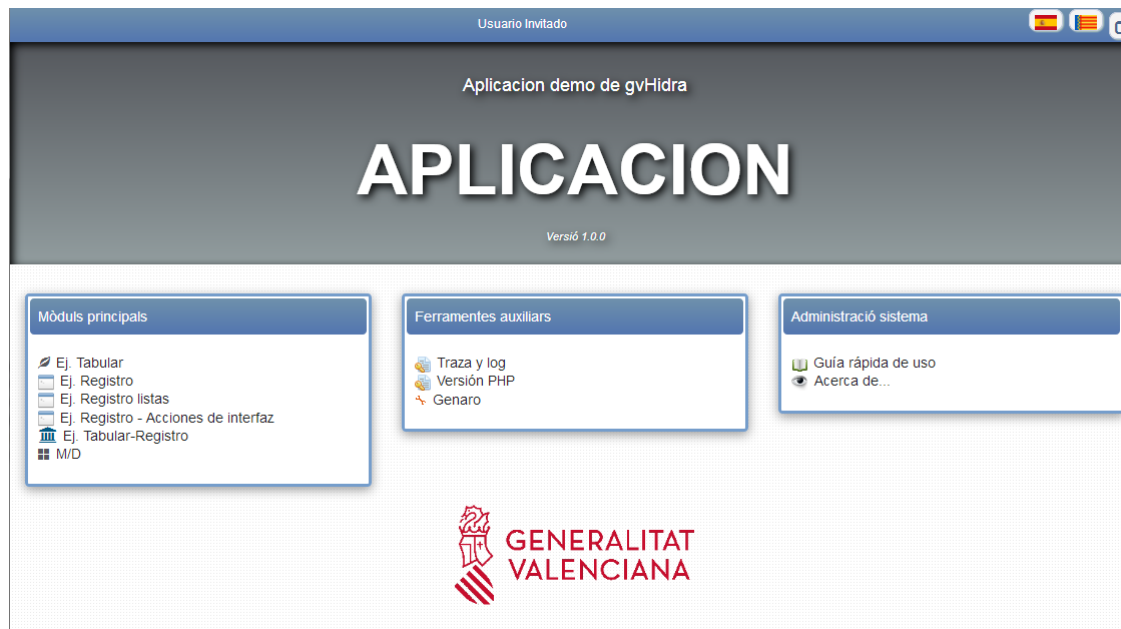 Usuario Invitado
Aplicacion demo de gvHidra
APLICACION
Versió 1.0.0
Mòduls principals
Ej. Tabular
Ej. Registro
Ej. Registro listas
Ej. Registro - Acciones de interfaz
Ej. Tabular-Registro
M/D
Ferramentes auxiliars
Traza y log
Versión PHP
Genaro
Administració sistema
Guía rápida de uso
Acerca de...
GENERALITAT
VALENCIANA